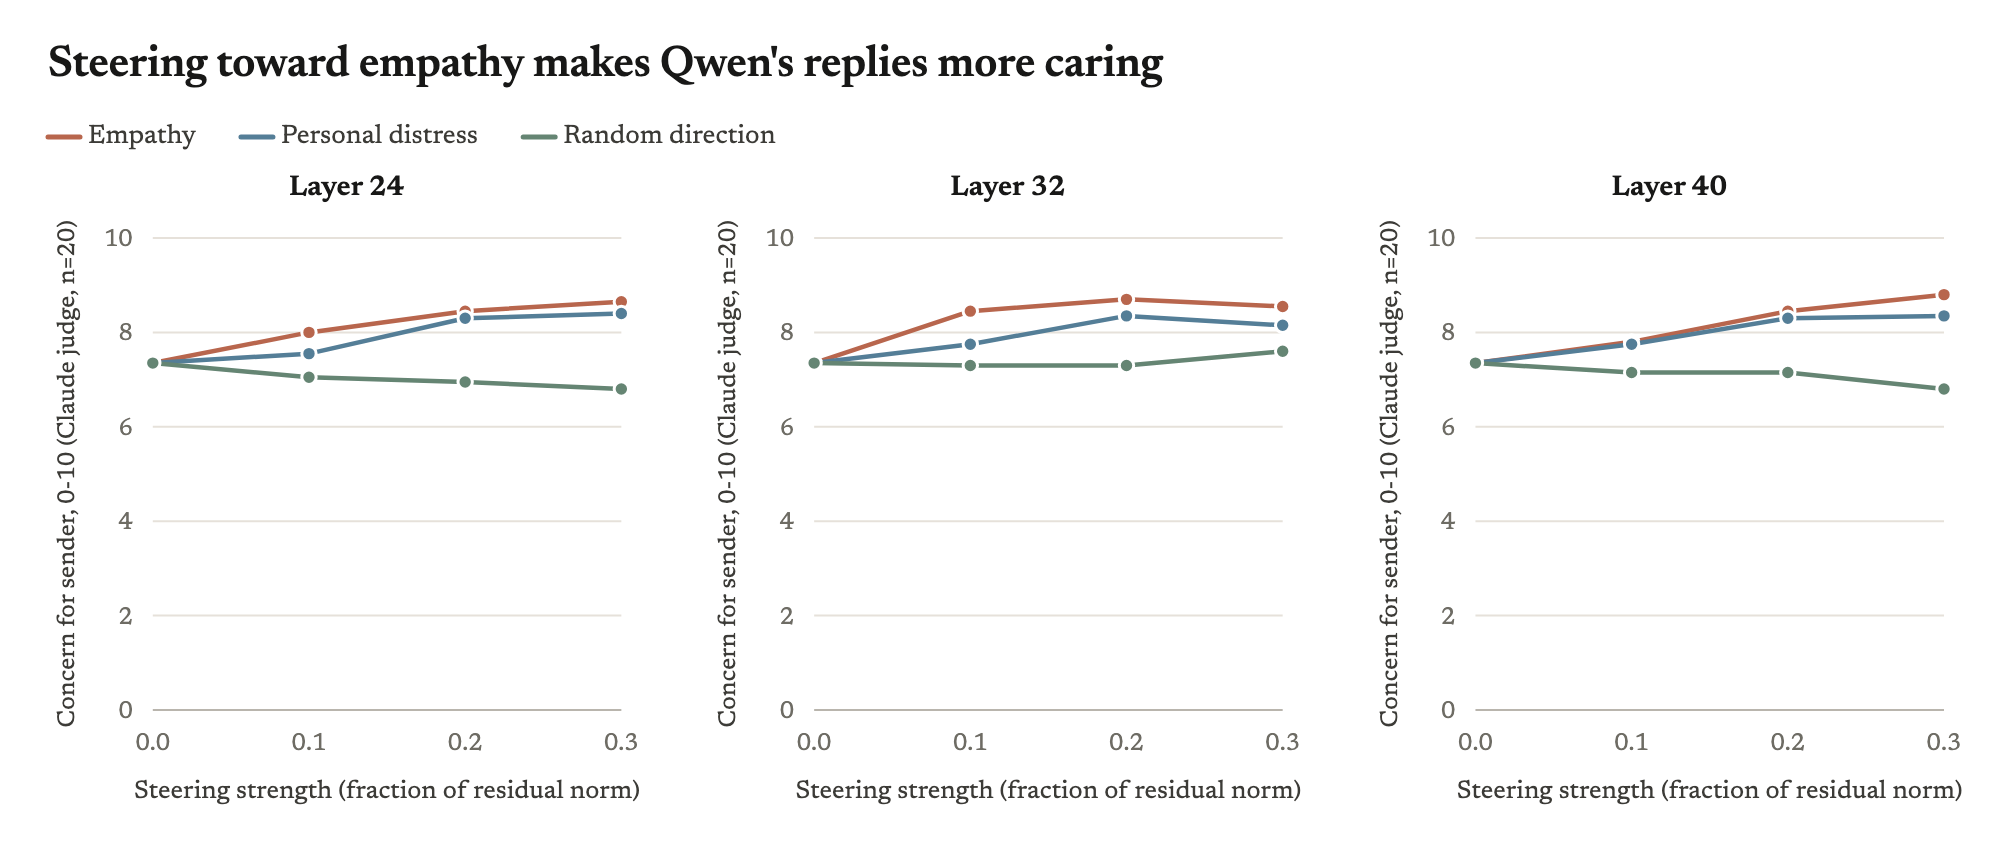 Steering toward empathy makes Qwen's replies more caring
Empathy Personal distress Random direction
Layer 24
Concern for sender, 0-10 (Claude judge, n=20)
10
8
6
4
2
0
0.0 0.1 0.2 0.3
Steering strength (fraction of residual norm)
Layer 32
Concern for sender, 0-10 (Claude judge, n=20)
10
8
6
4
2
0
0.0 0.1 0.2 0.3
Steering strength (fraction of residual norm)
Layer 40
Concern for sender, 0-10 (Claude judge, n=20)
10
8
6
4
2
0
0.0 0.1 0.2 0.3
Steering strength (fraction of residual norm)